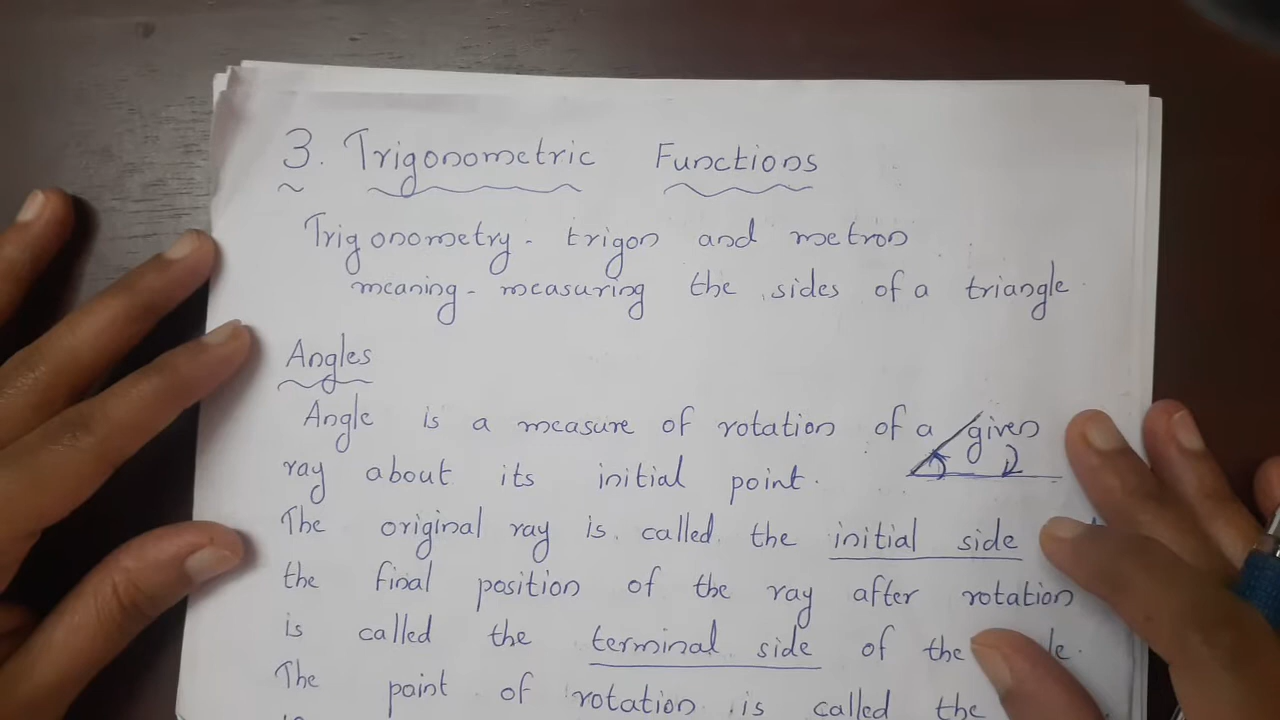 3. Trigonometric Functions
Trigonometry - trigon and metron
meaning - measuring the sides of a triangle.
Angles
Angle is a measure of rotation of a given
ray about its initial point.
The original ray is called the initial side
the final position of the ray after rotation
is called the terminal side of the
The point of rotation is called the